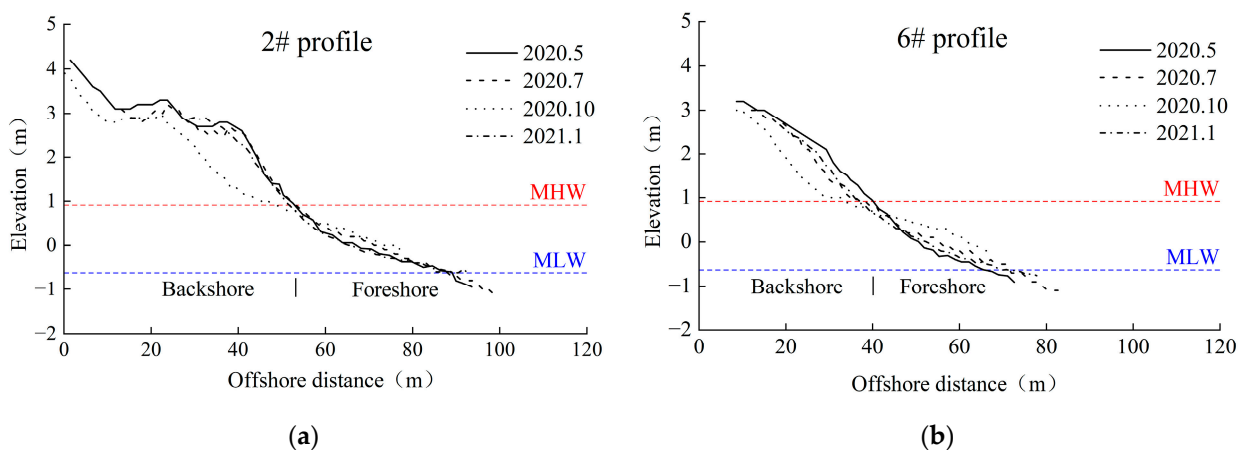 2# profile
2020.5
2020.7
2020.10
2021.1
5
4
3
2
1
0
−1
−2
Elevation（m）
MHW
MLW
Backshore | Foreshore
0 20 40 60 80 100 120
Offshore distance（m）
(a)
6# profile
2020.5
2020.7
2020.10
2021.1
5
4
3
2
1
0
−1
−2
Elevation（m）
MHW
MLW
Backshore | Foreshore
0 20 40 60 80 100 120
Offshore distance（m）
(b)